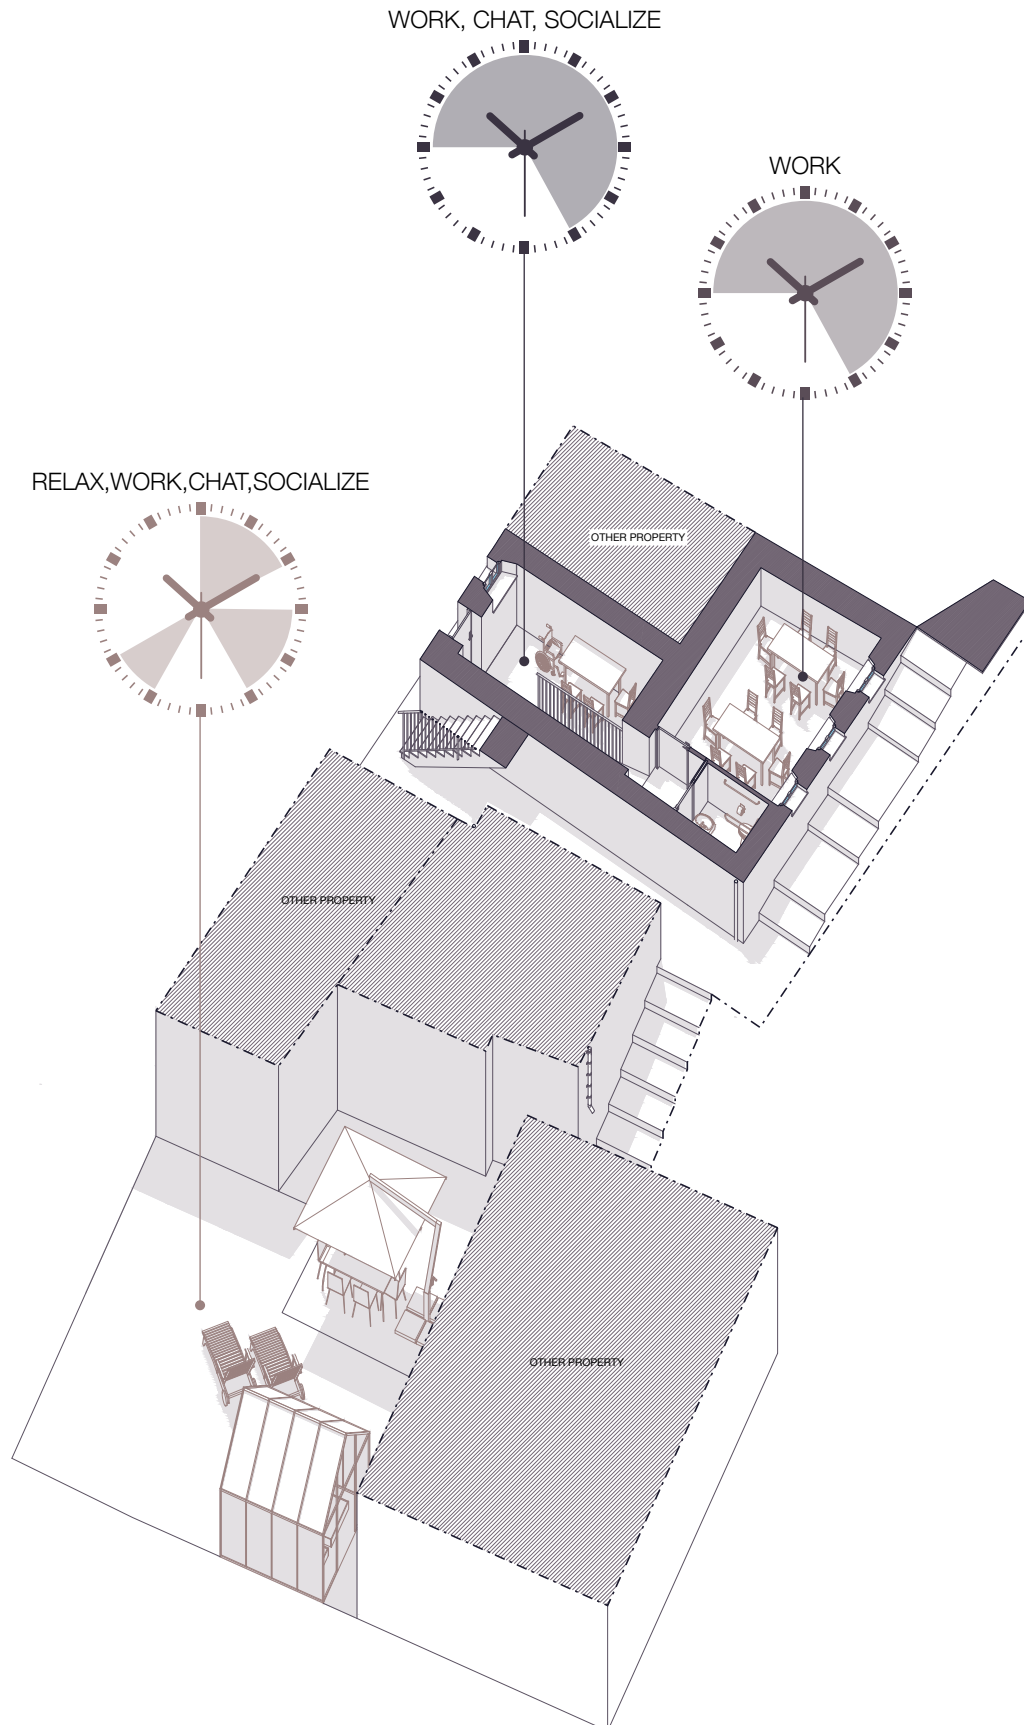 WORK, CHAT, SOCIALIZE
WORK
RELAX,WORK,CHAT,SOCIALIZE
OTHER PROPERTY
OTHER PROPERTY
OTHER PROPERTY